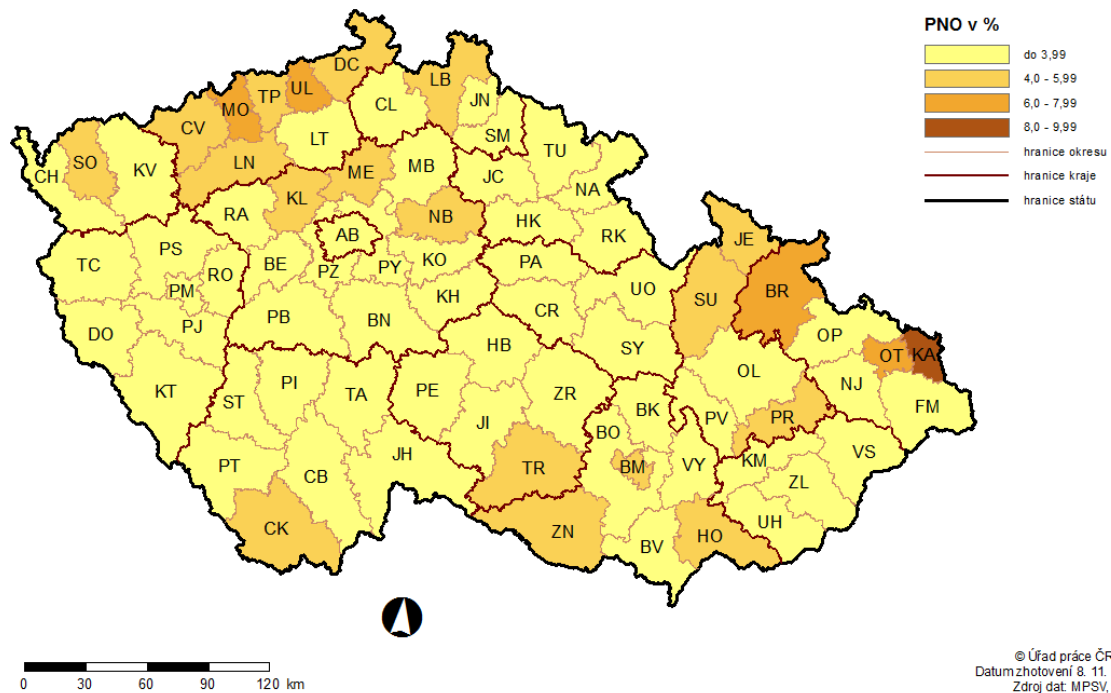 PNO v %
do 3,99
4,0 - 5,99
6,0 - 7,99
8,0 - 9,99
hranice okresu
hranice kraje
hranice státu
DC
LB
UL
TP
MO
JN
CL
CV
SM
LT
TU
SO
KV
LN
ME
MB
JC
CH
NA
KL
RA
NB
HK
AB
RK
JE
PS
TC
RO
BE
PZ
PY
KO
PA
PM
UO
BR
SU
KH
CR
PB
BN
DO
PJ
OP
HB
SY
OT
KA
OL
KT
PI
TA
PE
ZR
NJ
ST
BK
FM
JI
PV
PR
BO
VS
JH
PT
CB
TR
BM
VY
KM
ZL
CK
UH
ZN
HO
BV
0 30 60 90 120 km
© Úřad práce ČR
Datum zhotovení 8. 11.
Zdroj dat: MPSV,